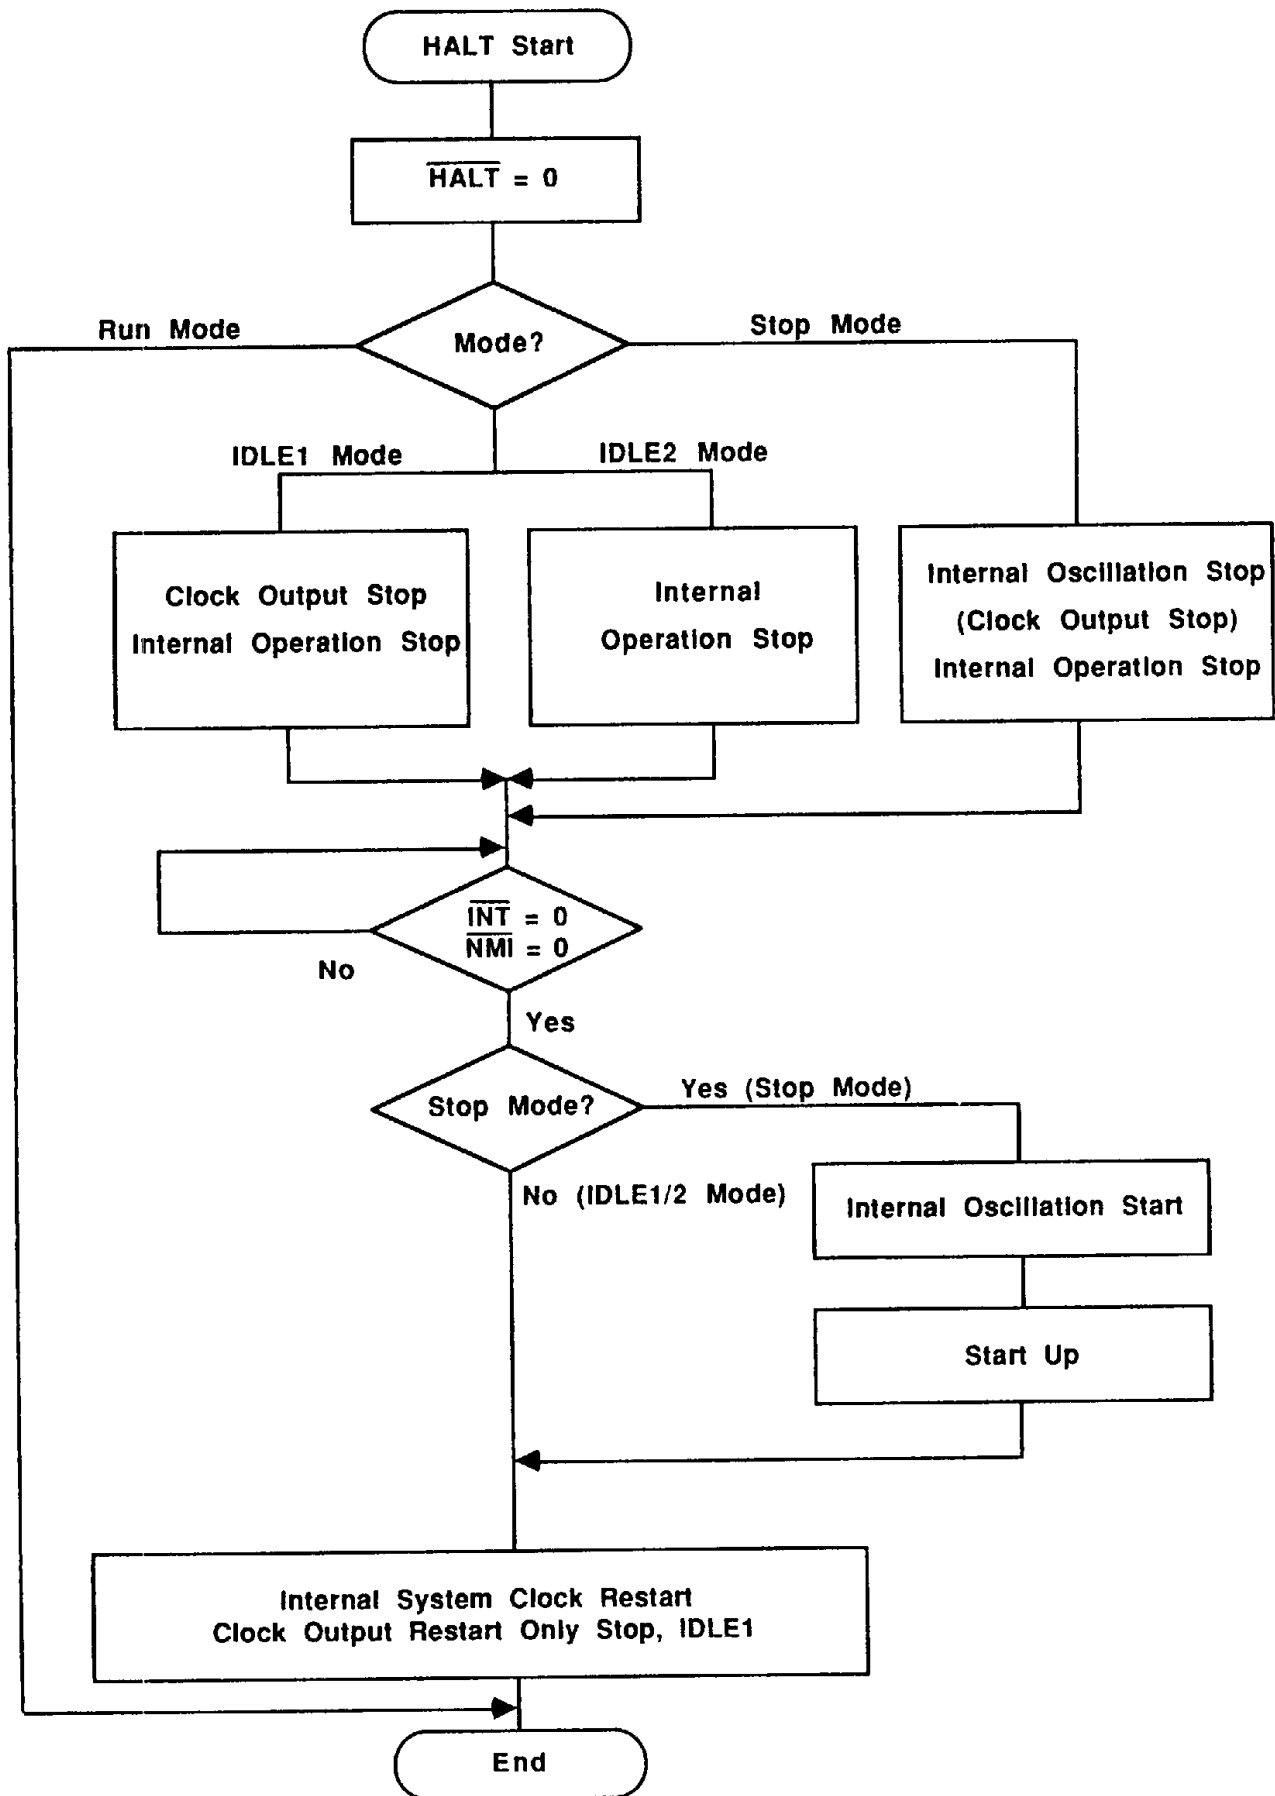 HALT Start
HALT = 0
Run Mode
Mode?
Stop Mode
IDLE1 Mode
IDLE2 Mode
Clock Output Stop
Internal Operation Stop
Internal
Operation Stop
Internal Oscillation Stop
(Clock Output Stop)
Internal Operation Stop
INT = 0
NMI = 0
No
Yes
Stop Mode?
Yes (Stop Mode)
No (IDLE1/2 Mode)
Internal Oscillation Start
Start Up
Internal System Clock Restart
Clock Output Restart Only Stop, IDLE1
End